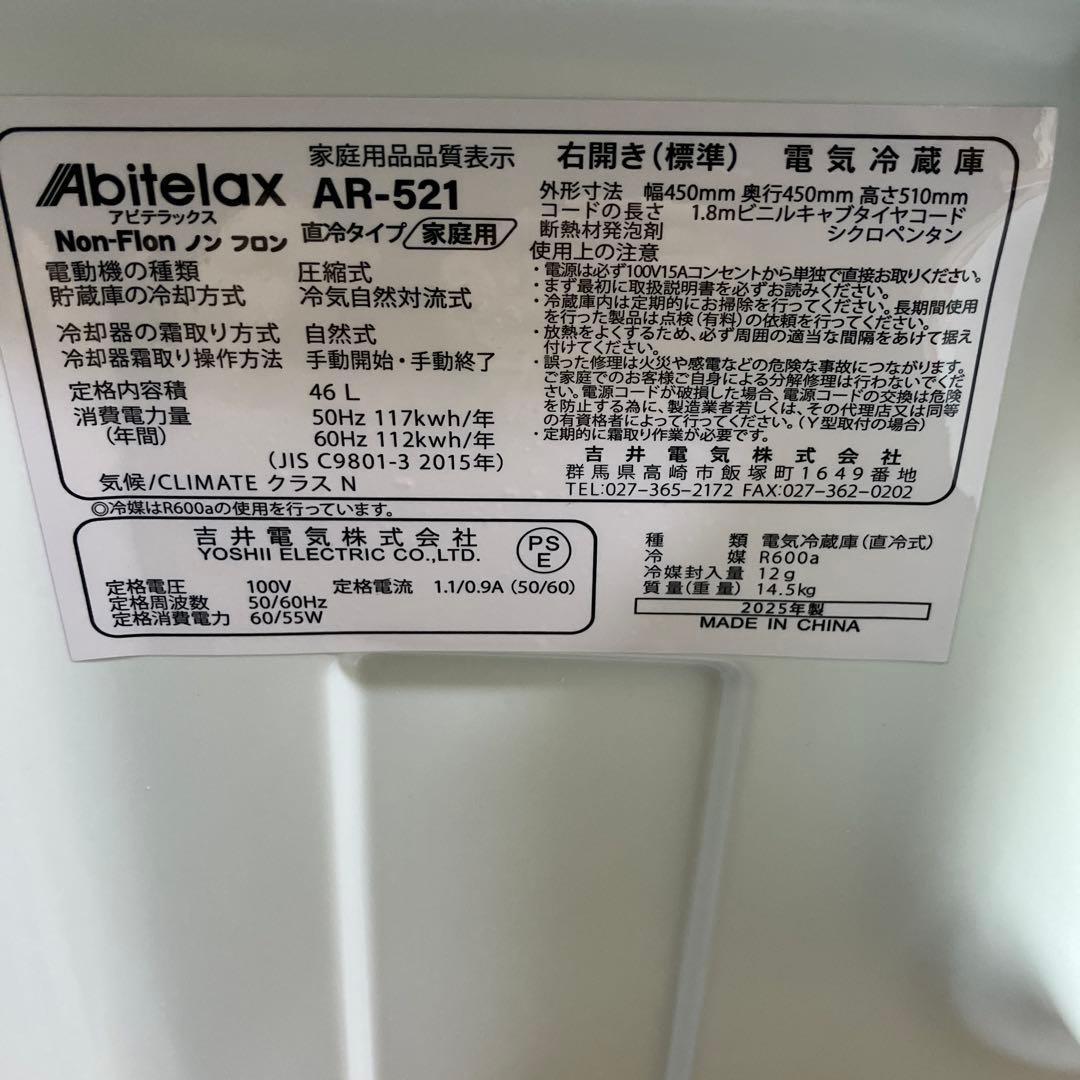 Abitelax
アビテラックス
Non-Flon ノン フロン
家庭用品品質表示
AR-521
直冷タイプ/家庭用
電動機の種類 圧縮式
貯蔵庫の冷却方式 冷気自然対流式
冷却器の霜取り方式 自然式
冷却器霜取り操作方法 手動開始・手動終了
定格内容積 46 L
消費電力量 50Hz 117kwh/年
(年間) 60Hz 112kwh/年
(JIS C9801-3 2015年)
気候/CLIMATE クラス N
右開き(標準) 電気冷蔵庫
外形寸法 幅450mm 奥行450mm 高さ510mm
コードの長さ 1.8mビニルキャブタイヤコード
断熱材発泡剤 シクロペンタン
使用上の注意
・電源は必ず100V15Aコンセントから単独で直接お取りください。
・まず最初に取扱説明書を必ずお読みください。
・冷蔵庫内は定期的にお掃除を行ってください。長期間使用
を行った製品は点検(有料)の依頼を行ってください。
・放熱をよくするため、必ず周囲の適当な間隔をあけて据え
付けてください。
・誤った修理は火災や感電などの危険な事故につながります。
ご家庭でのお客様ご自身による分解修理は行わないでくだ
さい。電源コードが破損した場合、電源コードの交換は危険
を防止する為に、製造業者若しくは、その代理店又は同等
の有資格者によって行ってください。(Y型取付の場合)
・定期的に霜取り作業が必要です。
吉井電気株式会社
群馬県高崎市飯塚町1649番地
TEL:027-365-2172 FAX:027-362-0202
◎冷媒はR600aの使用を行っています。
吉井電気株式会社
YOSHII ELECTRIC CO.,LTD.
PS
E
定格電圧 100V 定格電流 1.1/0.9A (50/60)
定格周波数 50/60Hz
定格消費電力 60/55W
種類 電気冷蔵庫(直冷式)
冷媒 R600a
冷媒封入量 12g
質量(重量) 14.5kg
2025年製
MADE IN CHINA